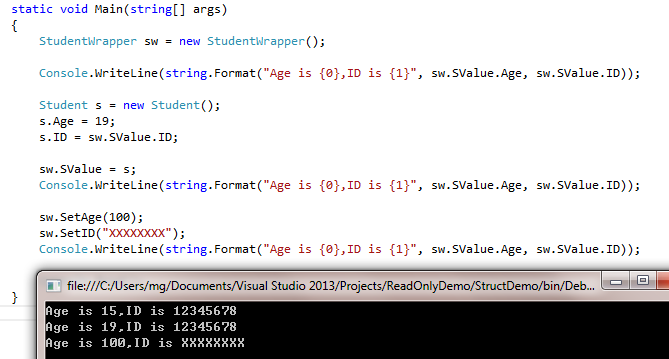 static void Main(string[] args)
{
StudentWrapper sw = new StudentWrapper();
Console.WriteLine(string.Format("Age is {0},ID is {1}", sw.SValue.Age, sw.SValue.ID));
Student s = new Student();
s.Age = 19;
s.ID = sw.SValue.ID;
sw.SValue = s;
Console.WriteLine(string.Format("Age is {0},ID is {1}", sw.SValue.Age, sw.SValue.ID));
sw.SetAge(100);
sw.SetID("XXXXXXXX");
Console.WriteLine(string.Format("Age is {0},ID is {1}", sw.SValue.Age, sw.SValue.ID));
}
file:///C:/Users/mg/Documents/Visual Studio 2013/Projects/ReadOnlyDemo/StructDemo/bin/Deb...
Age is 15,ID is 12345678
Age is 19,ID is 12345678
Age is 100,ID is XXXXXXXX